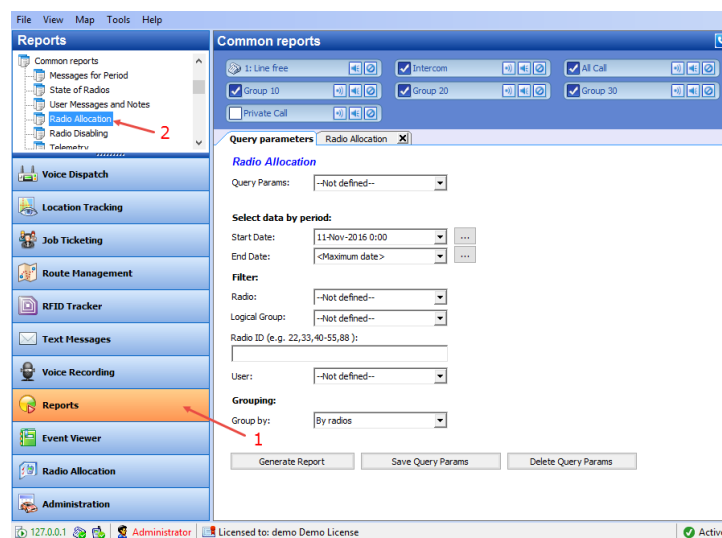 File View Map Tools Help
Reports
Common reports
Messages for Period
State of Radios
User Messages and Notes
Radio Allocation
Radio Disabling
Telemetry
2
Voice Dispatch
Location Tracking
Job Ticketing
Route Management
RFID Tracker
Text Messages
Voice Recording
Reports
1
Event Viewer
Radio Allocation
Administration
Common reports
1: Line free Intercom All Call
Group 10 Group 20 Group 30
Private Call
Query parameters Radio Allocation X
Radio Allocation
Query Params: --Not defined--
Select data by period:
Start Date: 11-Nov-2016 0:00 ...
End Date: <Maximum date> ...
Filter:
Radio: --Not defined--
Logical Group: --Not defined--
Radio ID (e.g. 22,33,40-55,88 ):
User: --Not defined--
Grouping:
Group by: By radios
Generate Report Save Query Params Delete Query Params
127.0.0.1 Administrator Licensed to: demo Demo License Active